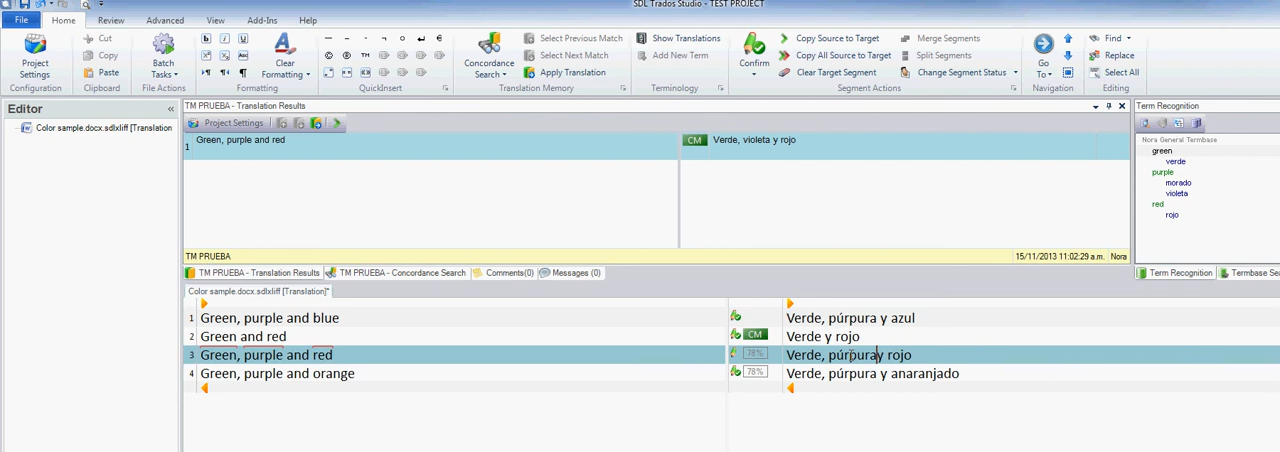 SDL Trados Studio - TEST PROJECT
File Home Review Advanced View Add-Ins Help
Project Settings
Configuration
Cut
Copy
Paste
Clipboard
Batch Tasks
File Actions
b I u
Clear Formatting
Formatting
QuickInsert
Concordance Search
Select Previous Match
Select Next Match
Apply Translation
Translation Memory
Show Translations
Add New Term
Terminology
Confirm
Copy Source to Target
Copy All Source to Target
Clear Target Segment
Merge Segments
Split Segments
Change Segment Status
Segment Actions
Go To
Navigation
Find
Replace
Select All
Editing
Editor
Color sample.docx.sdlxliff [Translation
TM PRUEBA - Translation Results
Project Settings
1 Green, purple and red CM Verde, violeta y rojo
TM PRUEBA 15/11/2013 11:02:29 a.m. Nora
TM PRUEBA - Translation Results TM PRUEBA - Concordance Search Comments(0) Messages (0)
Term Recognition
Nora General Termbase
green
verde
purple
morado
violeta
red
rojo
Term Recognition Termbase Sea
Color sample.docx.sdlxliff [Translation]*
1 Green, purple and blue Verde, púrpura y azul
2 Green and red CM Verde y rojo
3 Green, purple and red 78% Verde, púrpura y rojo
4 Green, purple and orange 78% Verde, púrpura y anaranjado